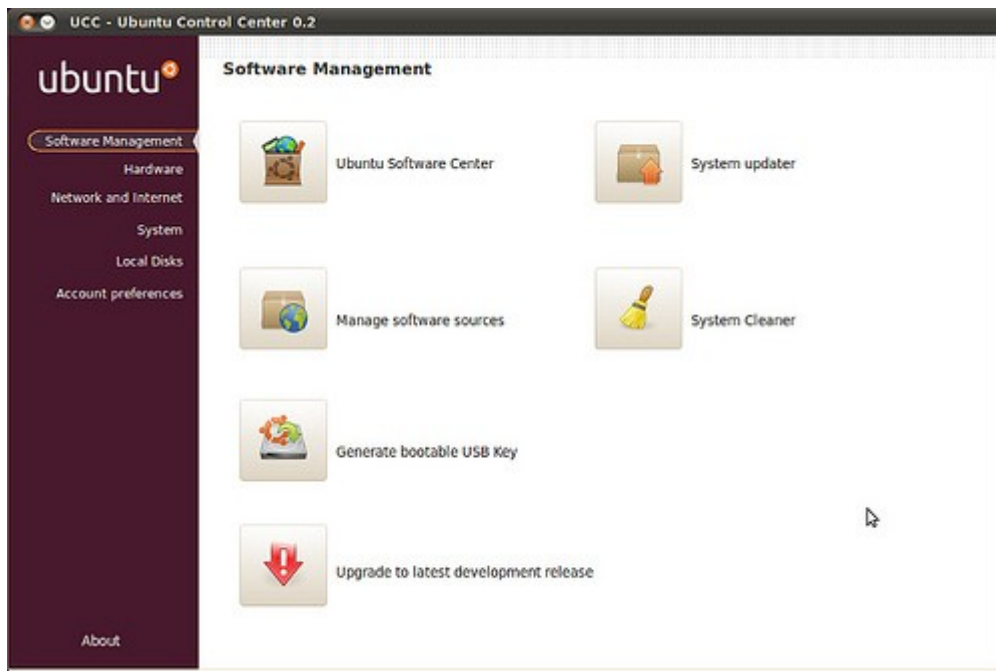 UCC - Ubuntu Control Center 0.2
ubuntu
Software Management
Hardware
Network and Internet
System
Local Disks
Account preferences
About
Software Management
Ubuntu Software Center
System updater
Manage software sources
System Cleaner
Generate bootable USB Key
Upgrade to latest development release